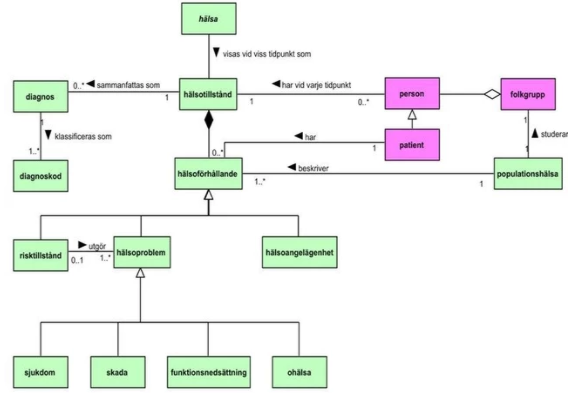 hälsa
▼ visas vid viss tidpunkt som
0..* ◄ sammanfattas som
◄ har vid varje tidpunkt
diagnos
hälsotillstånd
person
folkgrupp
1
1
0..*
1
▼ klassificeras som
1..*
◄ har
1
1
▲ studerar
1
0..*
patient
diagnoskod
hälsoförhållande
◄ beskriver
1..*
1
populationshälsa
risktillstånd
► utgör
0..1
1..*
hälsoproblem
hälsoangelägenhet
sjukdom
skada
funktionsnedsättning
ohälsa